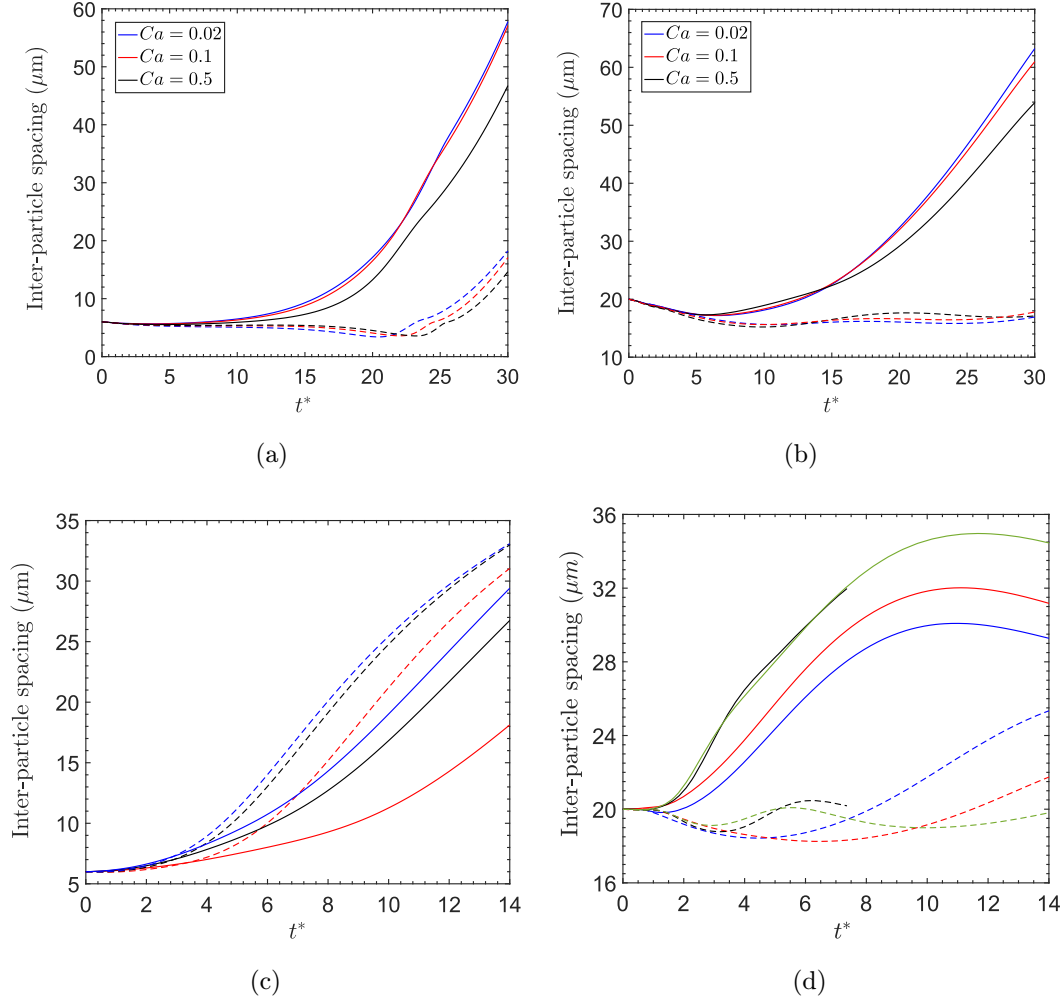 60
50
40
30
20
10
0
Inter-particle spacing (μm)
Ca = 0.02
Ca = 0.1
Ca = 0.5
0 5 10 15 20 25 30
t*
(a)
70
60
50
40
30
20
10
Inter-particle spacing (μm)
Ca = 0.02
Ca = 0.1
Ca = 0.5
0 5 10 15 20 25 30
t*
(b)
35
30
25
20
15
10
5
Inter-particle spacing (μm)
0 2 4 6 8 10 12 14
t*
(c)
36
32
28
24
20
16
Inter-particle spacing (μm)
0 2 4 6 8 10 12 14
t*
(d)